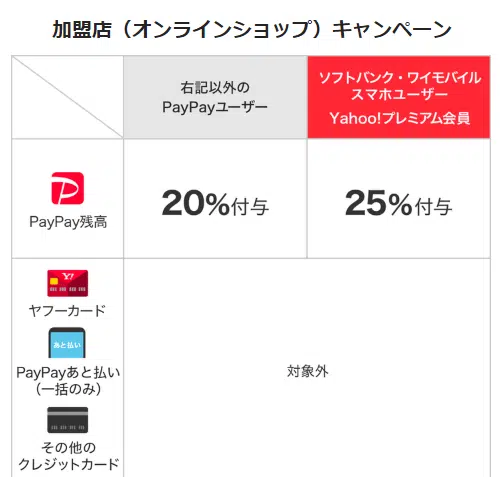 加盟店（オンラインショップ）キャンペーン
右記以外の
PayPayユーザー
ソフトバンク・ワイモバイル
スマホユーザー
Yahoo!プレミアム会員
PayPay残高
20%付与
25%付与
Y!
ヤフーカード
あと払い
PayPayあと払い
（一括のみ）
対象外
その他の
クレジットカード